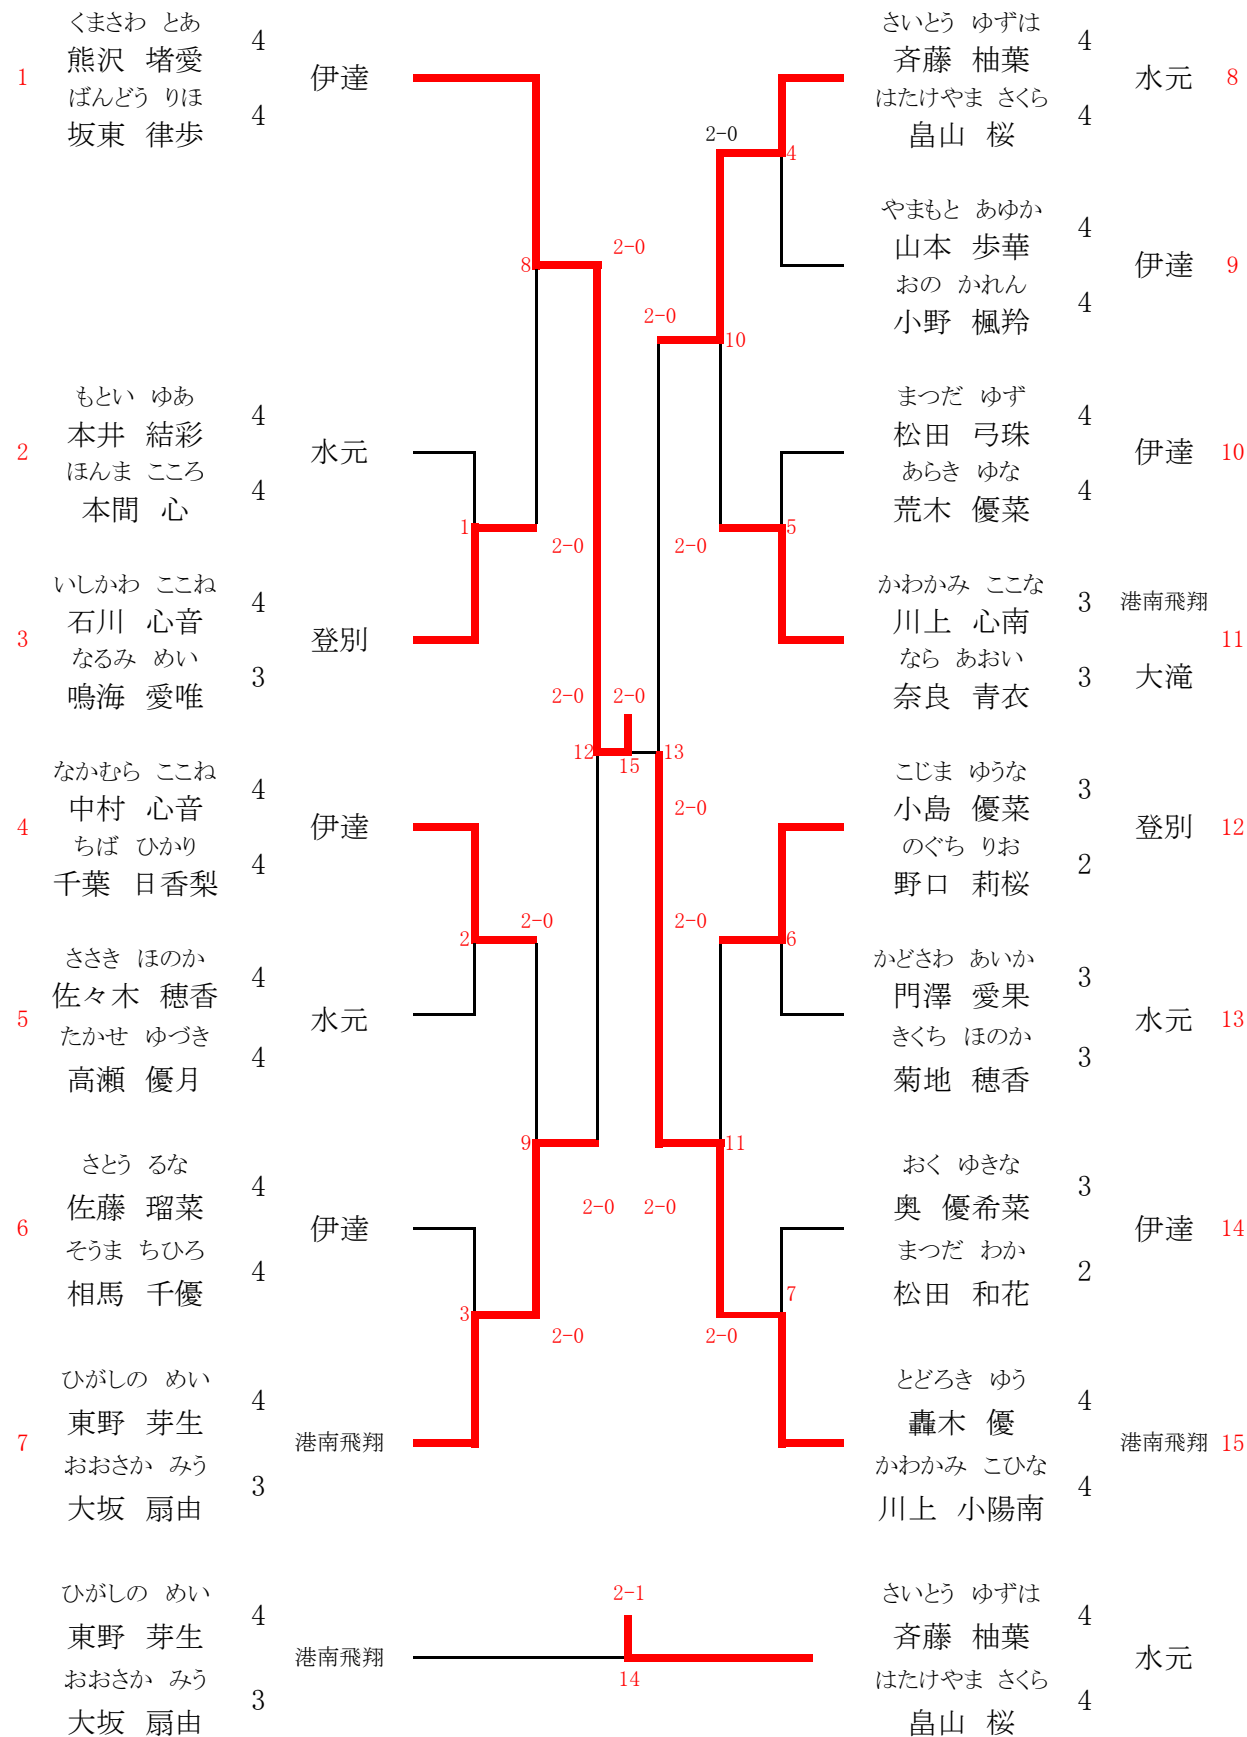 くまさわ とあ
4
熊沢 堵愛
1
伊達
ばんどう りほ
4
坂東 律歩
もとい ゆあ
4
本井 結彩
2
水元
ほんま こころ
4
本間 心
いしかわ ここね
4
石川 心音
3
登別
なるみ めい
3
鳴海 愛唯
なかむら ここね
4
中村 心音
4
伊達
ちば ひかり
4
千葉 日香梨
ささき ほのか
4
佐々木 穂香
5
水元
たかせ ゆづき
4
高瀬 優月
さとう るな
4
佐藤 瑠菜
6
伊達
そうま ちひろ
4
相馬 千優
ひがしの めい
4
東野 芽生
7
港南飛翔
おおさか みう
3
大坂 扇由
8
2-0
1
2-0
2-0
2-0
12
15
2
2-0
9
2-0
3
2-0
2-0
4
2-0
10
2-0
5
13
2-0
2-0
6
11
2-0
7
2-0
さいとう ゆずは
4
斉藤 柚葉
水元
8
はたけやま さくら
4
畠山 桜
やまもと あゆか
4
山本 歩華
伊達
9
おの かれん
4
小野 楓羚
まつだ ゆず
4
松田 弓珠
伊達
10
あらき ゆな
4
荒木 優菜
かわかみ ここな
3
港南飛翔
川上 心南
11
なら あおい
3
大滝
奈良 青衣
こじま ゆうな
3
小島 優菜
登別
12
のぐち りお
2
野口 莉桜
かどさわ あいか
3
門澤 愛果
水元
13
きくち ほのか
3
菊地 穂香
おく ゆきな
3
奥 優希菜
伊達
14
まつだ わか
2
松田 和花
とどろき ゆう
4
轟木 優
港南飛翔
15
かわかみ こひな
4
川上 小陽南
ひがしの めい
4
東野 芽生
港南飛翔
おおさか みう
3
大坂 扇由
2-1
14
さいとう ゆずは
4
斉藤 柚葉
水元
はたけやま さくら
4
畠山 桜